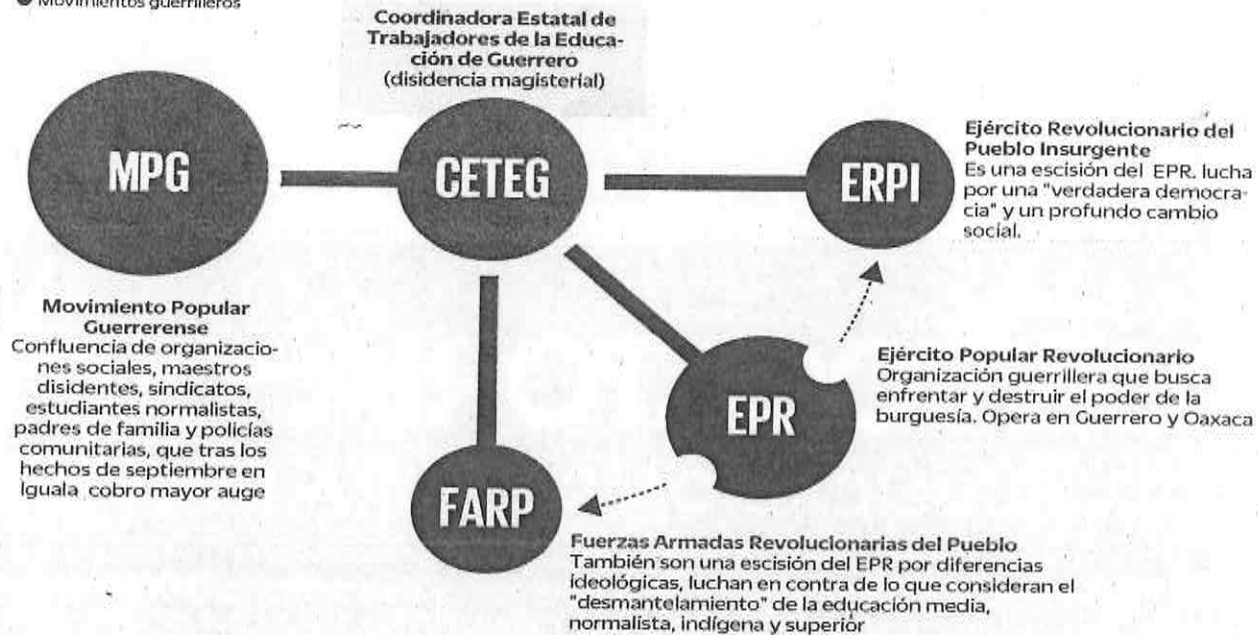 Movimientos guerrilleros
Coordinadora Estatal de
Trabajadores de la Educa-
ción de Guerrero
(disidencia magisterial)
MPG
CETEG
ERPI
Ejército Revolucionario del
Pueblo Insurgente
Es una escisión del EPR. lucha
por una "verdadera democra-
cia" y un profundo cambio
social.
Movimiento Popular
Guerrerense
Confluencia de organizacio-
nes sociales, maestros
disidentes, sindicatos,
estudiantes normalistas,
padres de familia y policías
comunitarias, que tras los
hechos de septiembre en
Iguala cobro mayor auge
EPR
Ejército Popular Revolucionario
Organización guerrillera que busca
enfrentar y destruir el poder de la
burguesía. Opera en Guerrero y Oaxaca
FARP
Fuerzas Armadas Revolucionarias del Pueblo
También son una escisión del EPR por diferencias
ideológicas, luchan en contra de lo que consideran el
"desmantelamiento" de la educación media,
normalista, indígena y superior